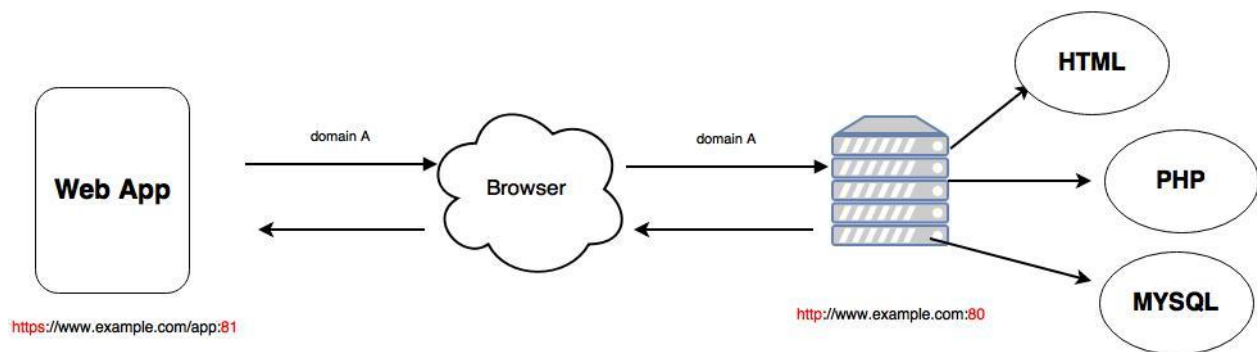 Web App
https://www.example.com/app:81
domain A
Browser
domain A
http://www.example.com:80
HTML
PHP
MYSQL